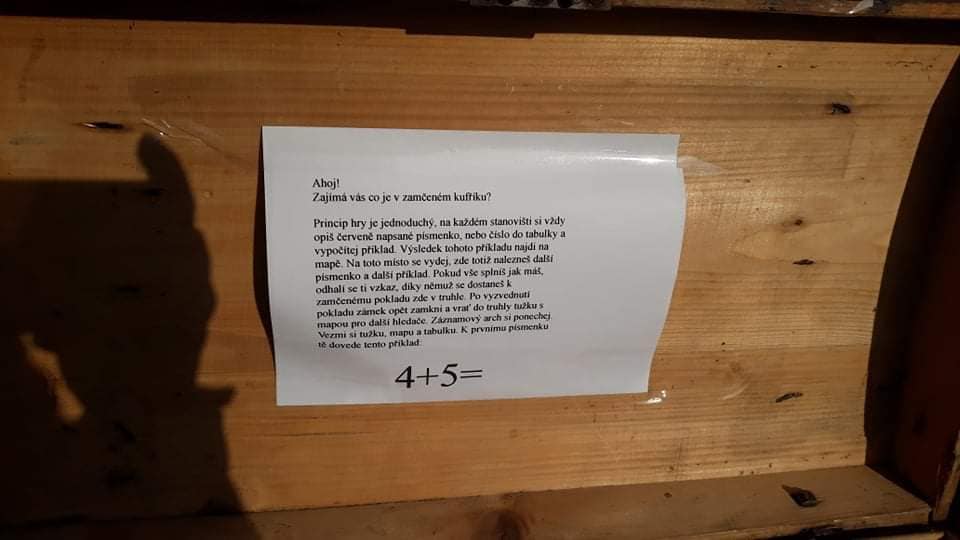 Ahoj!
Zajímá vás co je v zamčeném kufříku?
Princip hry je jednoduchý, na každém stanovišti si vždy
opiš červeně napsané písmenko, nebo číslo do tabulky a
vypočítej příklad. Výsledek tohoto příkladu najdi na
mapě. Na toto místo se vydej, zde totiž nalezneš další
písmenko a další příklad. Pokud vše splníš jak máš,
odhalí se ti vzkaz, díky němuž se dostaneš k
zamčenému pokladu zde v truhle. Po vyzvednutí
pokladu zámek opět zamkni a vrať do truhly tužku s
mapou pro další hledače. Záznamový arch si ponechej.
Vezmi si tužku, mapu a tabulku. K prvnímu písmenku
tě dovede tento příklad:
4+5=